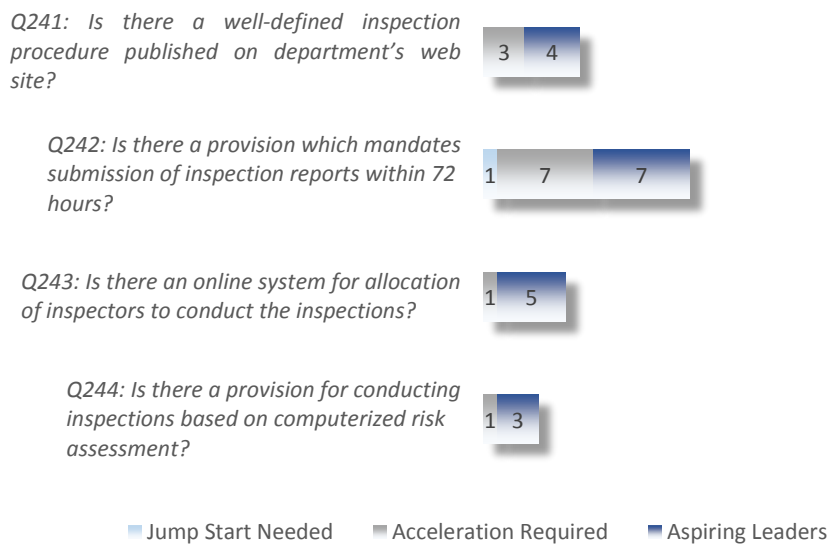 Q241: Is there a well-defined inspection
procedure published on department's web
site?
3 4
Q242: Is there a provision which mandates
submission of inspection reports within 72
hours?
1 7 7
Q243: Is there an online system for allocation
of inspectors to conduct the inspections?
1 5
Q244: Is there a provision for conducting
inspections based on computerized risk
assessment?
1 3
Jump Start Needed Acceleration Required Aspiring Leaders